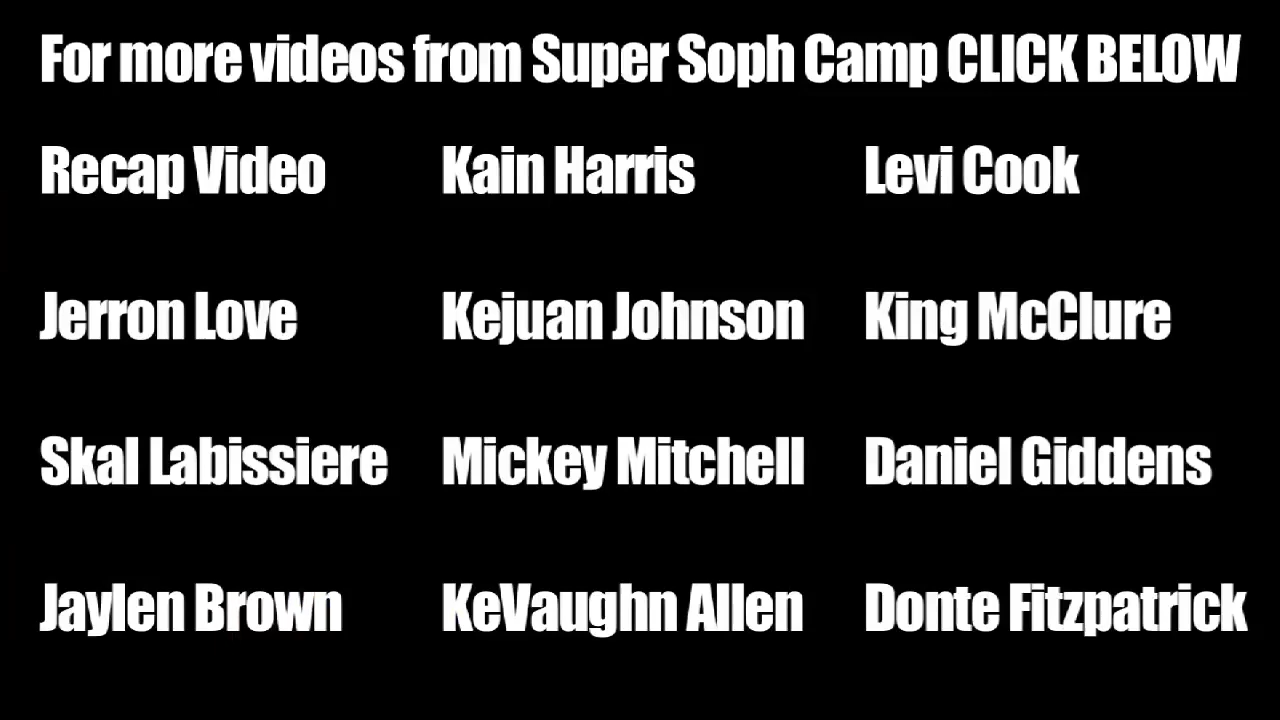 For more videos from Super Soph Camp CLICK BELOW
Recap Video Kain Harris Levi Cook
Jerron Love Kejuan Johnson King McClure
Skal Labissiere Mickey Mitchell Daniel Giddens
Jaylen Brown KeVaughn Allen Donte Fitzpatrick